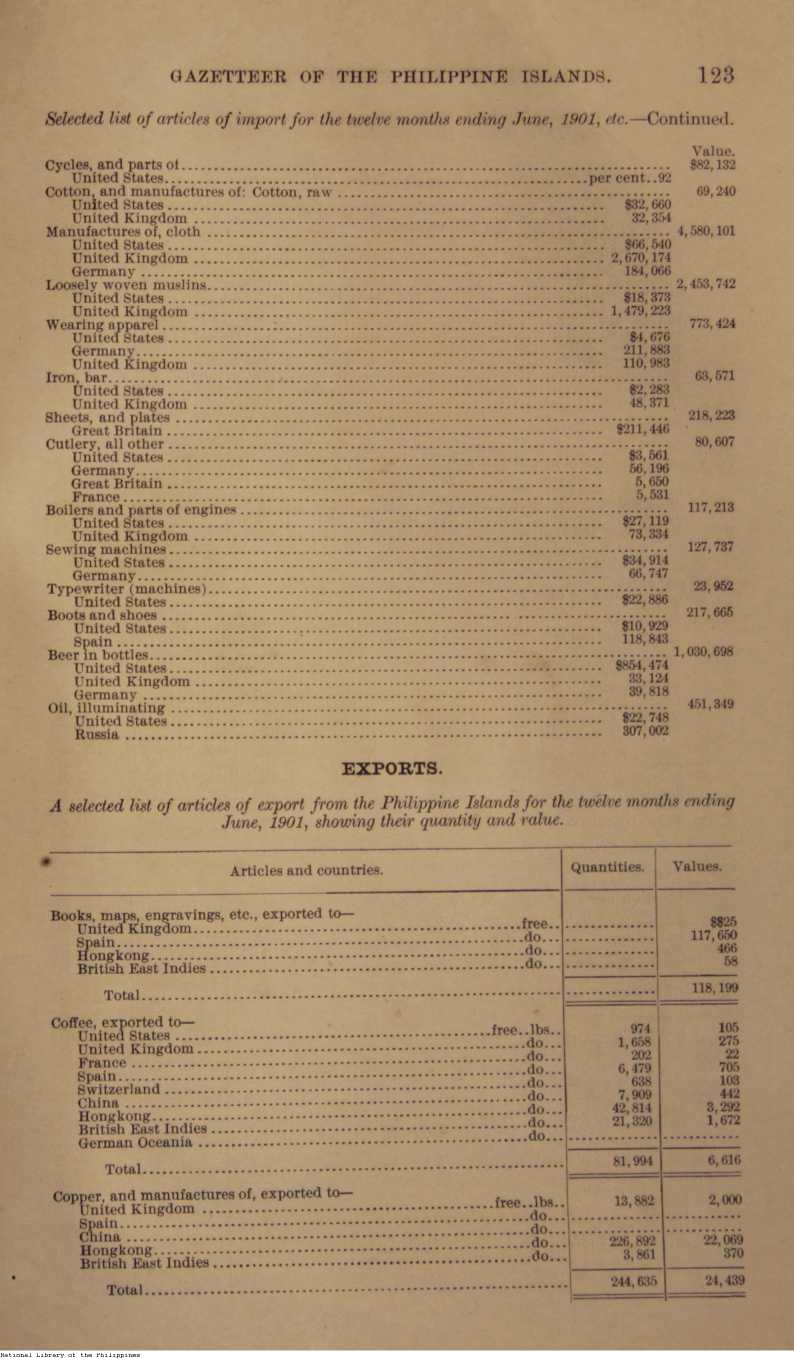 GAZETTEER OF THE PHILIPPINE ISLANDS. 123
Selected list of articles of import for the twelve months ending June, 1901, etc.—Continued.
Value.
Cycles, and parts of $82,132
United States per cent..92
Cotton, and manufactures of: Cotton, raw 69,240
United States $32,660
United Kingdom 32,354
Manufactures of, cloth 4,580,101
United States $66,540
United Kingdom 2,670,174
Germany 184,066
Loosely woven muslins 2,453,742
United States $18,373
United Kingdom 1,479,223
Wearing apparel 773,424
United States $4,676
Germany 211,883
United Kingdom 110,983
Iron, bar 63,571
United States $2,283
United Kingdom 48,371
Sheets, and plates 218,223
Great Britain $211,446
Cutlery, all other 80,607
United States $3,561
Germany 56,196
Great Britain 5,650
France 5,531
Boilers and parts of engines 117,213
United States $27,119
United Kingdom 73,334
Sewing machines 127,737
United States $34,914
Germany 66,747
Typewriter (machines) 23,952
United States $22,886
Boots and shoes 217,665
United States $10,929
Spain 118,843
Beer in bottles 1,030,698
United States $854,474
United Kingdom 33,124
Germany 39,818
Oil, illuminating 451,349
United States $22,748
Russia 307,002
EXPORTS.
A selected list of articles of export from the Philippine Islands for the twelve months ending
June, 1901, showing their quantity and value.
Articles and countries. Quantities. Values.
Books, maps, engravings, etc., exported to—
United Kingdom free.. $$25
Spain do... 117,650
Hongkong do... 466
British East Indies do... 58
Total 118,199
Coffee, exported to—
United States free..lbs.. 974 105
United Kingdom do... 1,658 275
France do... 202 22
Spain do... 6,479 705
Switzerland do... 638 103
China do... 7,909 442
Hongkong do... 42,814 3,292
British East Indies do... 21,320 1,672
German Oceania do...
Total 81,994 6,616
Copper, and manufactures of, exported to—
United Kingdom free..lbs.. 13,882 2,000
Spain do...
China do...
Hongkong do... 226,892 22,069
British East Indies do... 3,861 370
Total 244,635 24,439
National Library of the Philippines